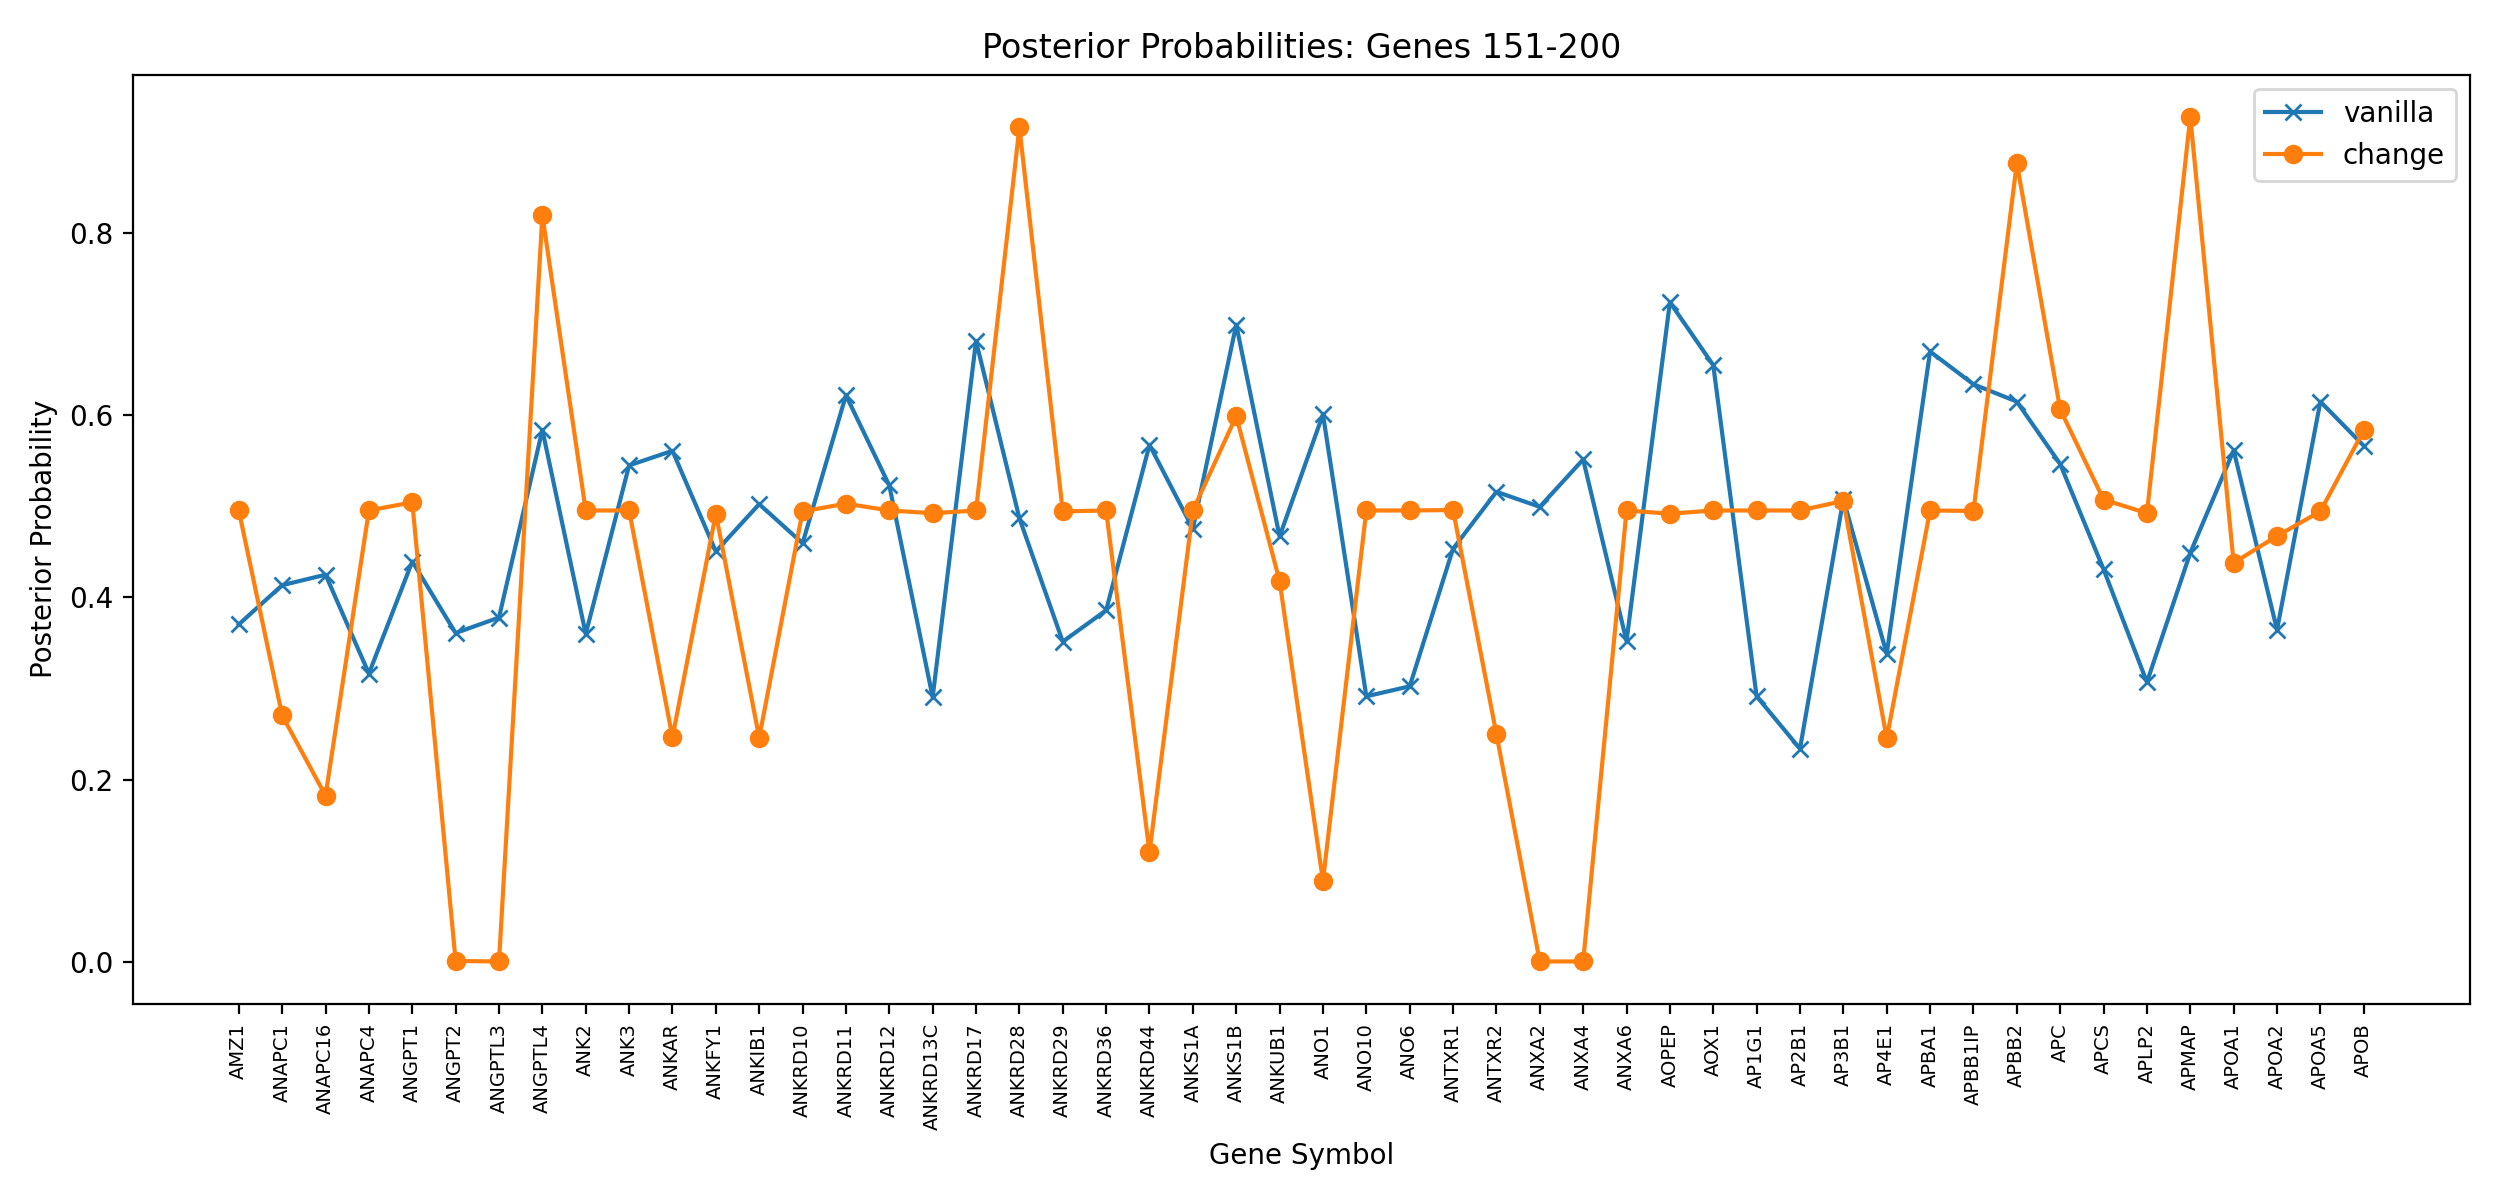 Posterior Probabilities: Genes 151-200
vanilla
change
Posterior Probability
0.8
0.6
0.4
0.2
0.0
AMZ1
ANAPC1
ANAPC16
ANAPC4
ANGPT1
ANGPT2
ANGPTL3
ANGPTL4
ANK2
ANK3
ANKAR
ANKFY1
ANKIB1
ANKRD10
ANKRD11
ANKRD12
ANKRD13C
ANKRD17
ANKRD28
ANKRD29
ANKRD36
ANKRD44
ANKS1A
ANKS1B
ANKUB1
ANO1
ANO10
ANO6
ANTXR1
ANTXR2
ANXA2
ANXA4
ANXA6
AOPEP
AOX1
AP1G1
AP2B1
AP3B1
AP4E1
APBA1
APBB1IP
APBB2
APC
APCS
APLP2
APMAP
APOA1
APOA2
APOA5
APOB
Gene Symbol